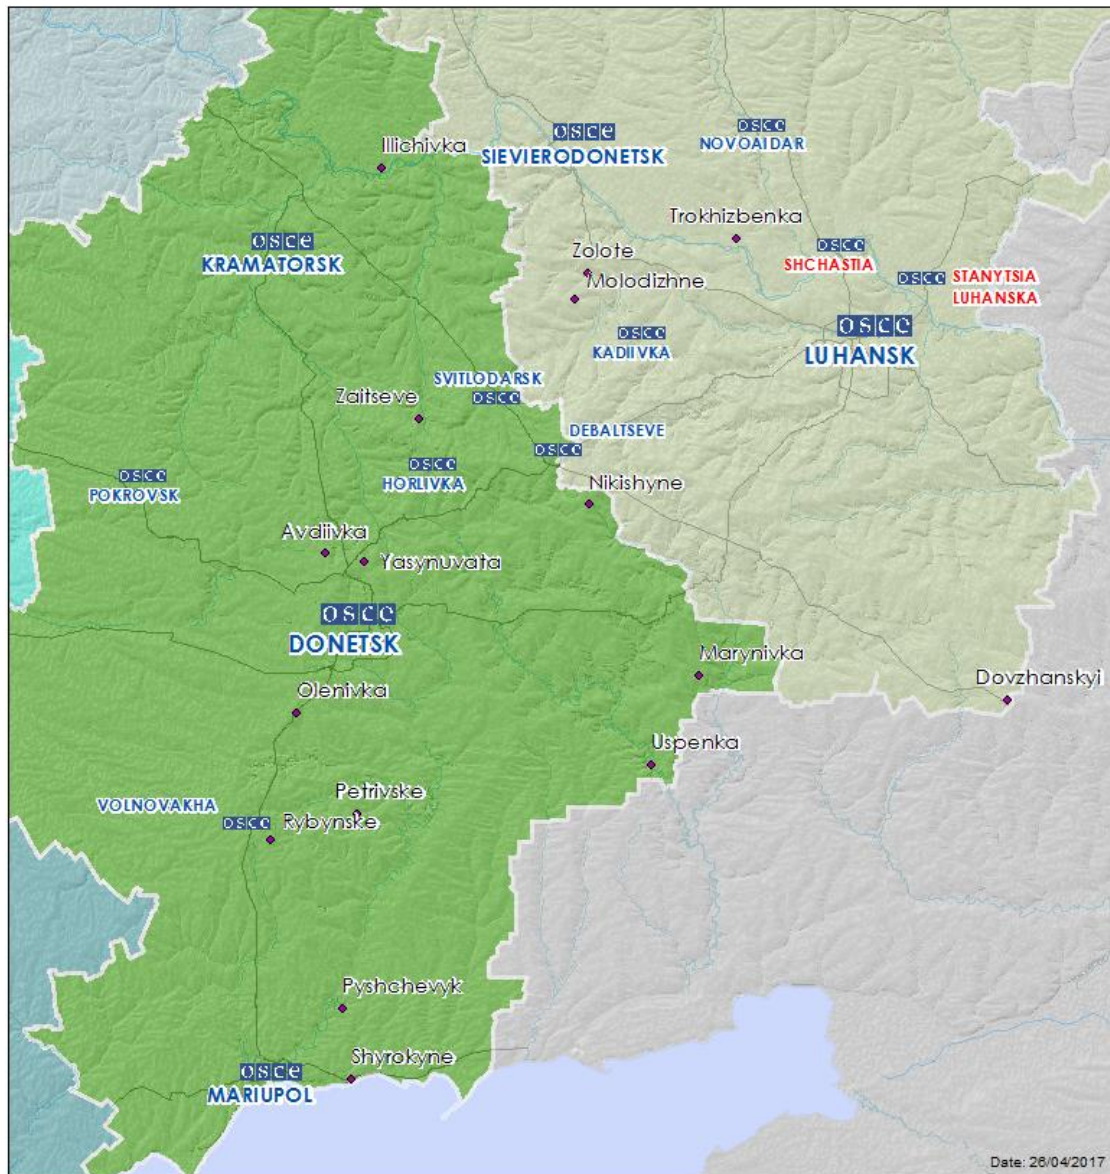 Illichivka
osce
SIEVIERODONETSK
osce
NOVOAIDAR
osce
KRAMATORSK
Trokhizbenka
osce
SHCHASTIA
Zolote
Molodizhne
osce
STANYTSIA
LUHANSKA
osce
LUHANSK
osce
KADIIVKA
SVITLODARSK
osce
Zaitseve
DEBALTSEVE
osce
osce
HORLIVKA
osce
POKROVSK
Nikishyne
Avdiivka
Yasynuvata
osce
DONETSK
Marynivka
Dovzhanskyi
Olenivka
Uspenka
Petrivske
VOLNOVAKHA
osce
Rybynske
Pyshchevyk
Shyrokyne
osce
MARIUPOL
Date: 26/04/2017